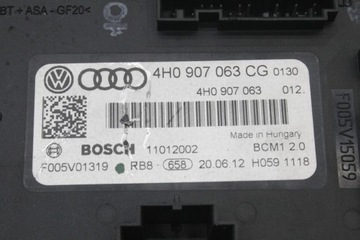 BT+ASA-GF20<
4H0 907 063 CG 0130
4H0 907 063 012.
Made in Hungary
BOSCH 11012002 BCM1 2.0
F005V01319 RB8- 658 20.06.12 H059 1118
F005V15059